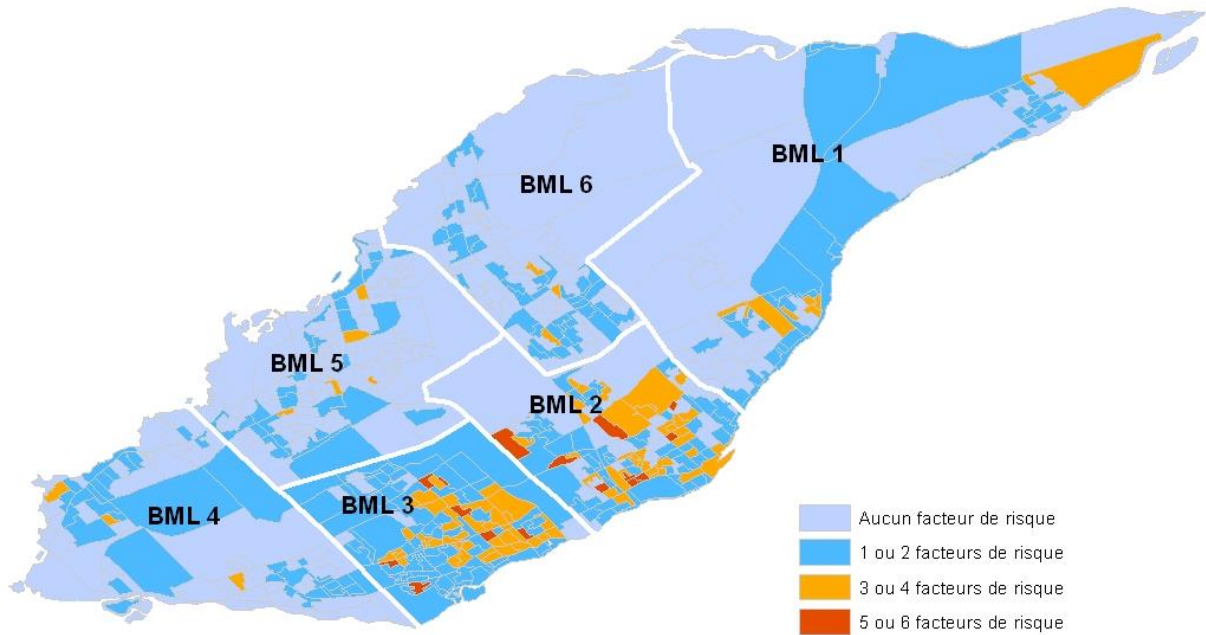 BML 1
BML 6
BML 5
BML 2
BML 3
BML 4
Aucun facteur de risque
1 ou 2 facteurs de risque
3 ou 4 facteurs de risque
5 ou 6 facteurs de risque